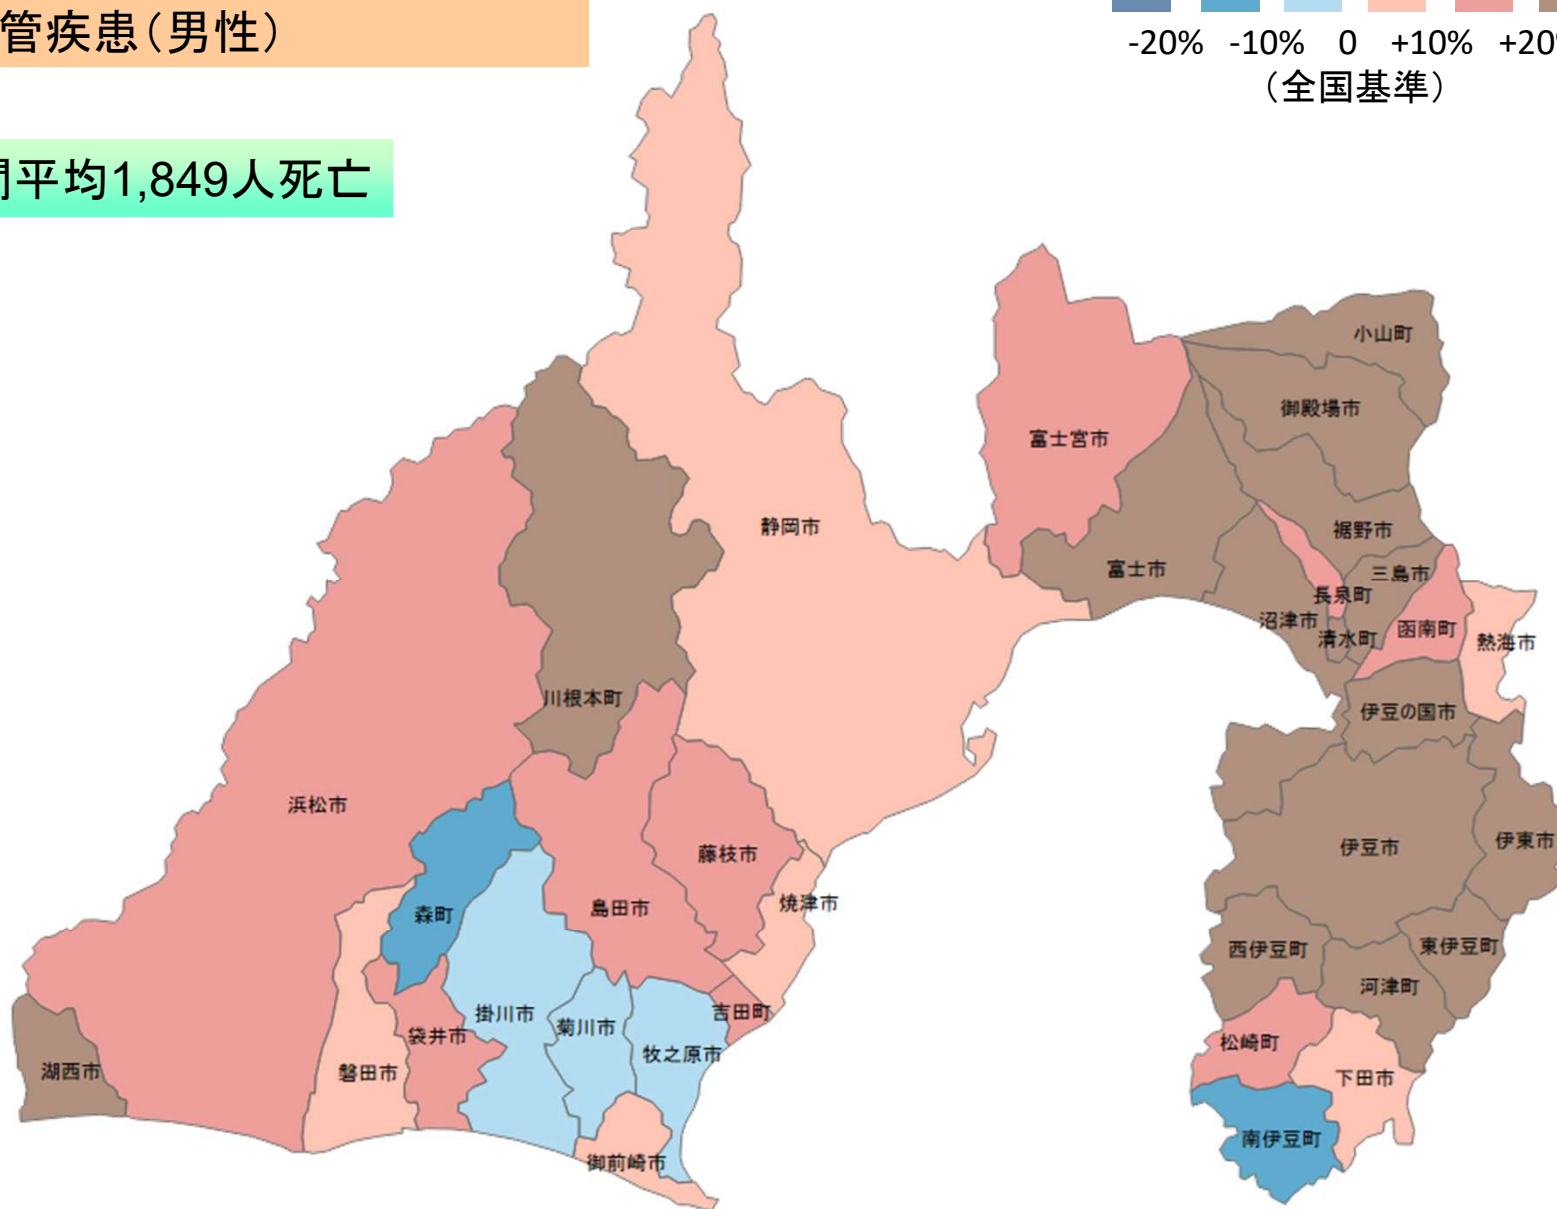 管疾患（男性）
-20% -10% 0 +10% +20%
（全国基準）
間平均1,849人死亡
小山町
御殿場市
富士宮市
静岡市
裾野市
富士市
三島市
長泉町
沼津市
函南町
清水町
熱海市
川根本町
伊豆の国市
浜松市
伊東市
伊豆市
藤枝市
焼津市
島田市
森町
東伊豆町
西伊豆町
河津町
吉田町
掛川市
菊川市
袋井市
松崎町
牧之原市
湖西市
磐田市
下田市
南伊豆町
御前崎市